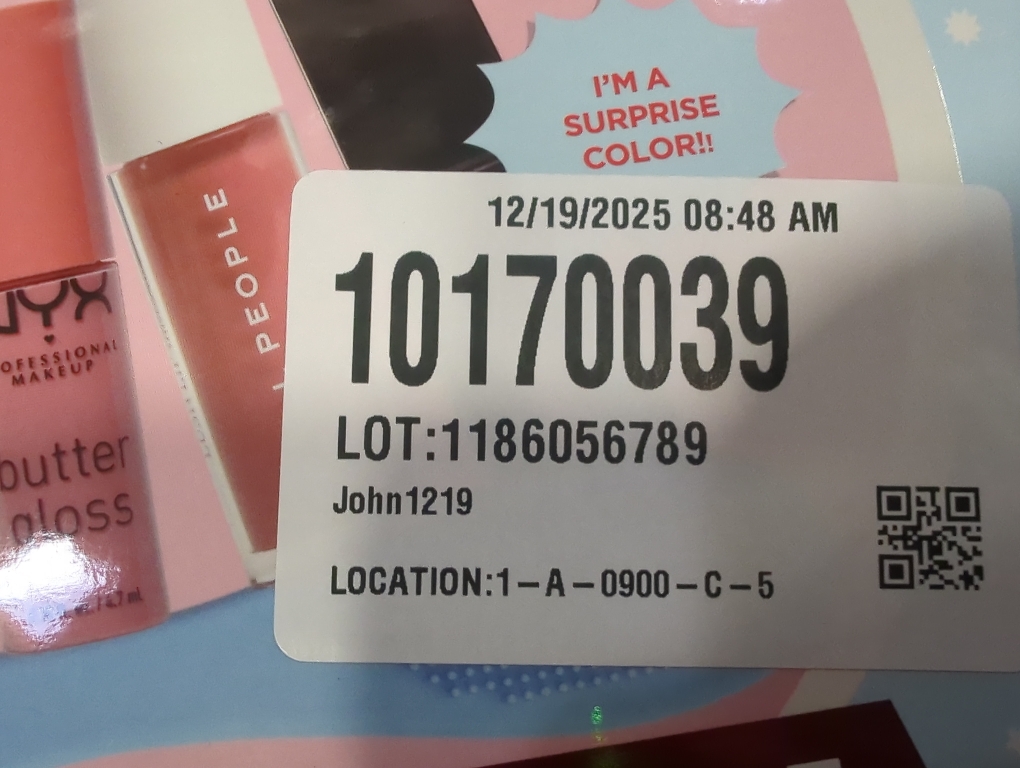 I'M A
SURPRISE
COLOR!!
12/19/2025 08:48 AM
10170039
LOT:1186056789
John1219
LOCATION:1-A-0900-C-5
PEOPLE
NYX
OFESSIONAL
MAKEUP
butter
gloss